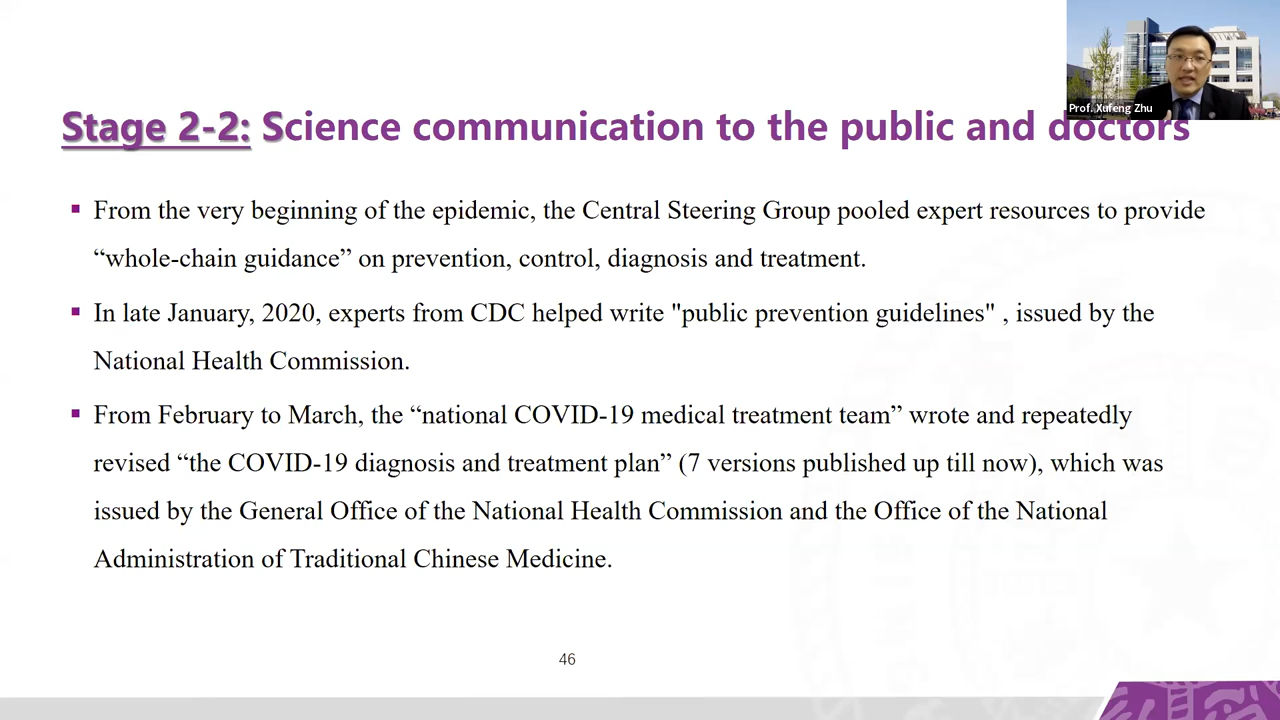 Prof. Xufeng Zhu
Stage 2-2: Science communication to the public and doctors
▪ From the very beginning of the epidemic, the Central Steering Group pooled expert resources to provide
“whole-chain guidance” on prevention, control, diagnosis and treatment.
▪ In late January, 2020, experts from CDC helped write "public prevention guidelines" , issued by the
National Health Commission.
▪ From February to March, the “national COVID-19 medical treatment team” wrote and repeatedly
revised “the COVID-19 diagnosis and treatment plan” (7 versions published up till now), which was
issued by the General Office of the National Health Commission and the Office of the National
Administration of Traditional Chinese Medicine.
46